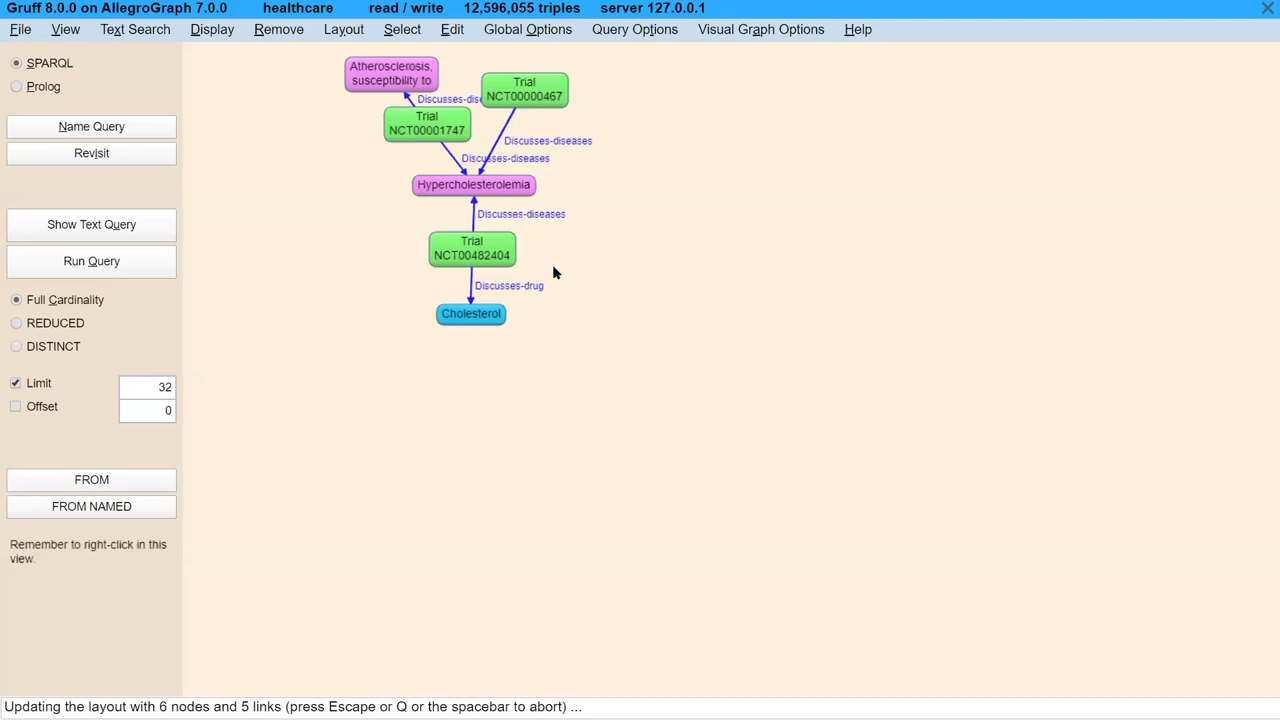 Gruff 8.0.0 on AllegroGraph 7.0.0 healthcare read / write 12,596,055 triples server 127.0.0.1
File View Text Search Display Remove Layout Select Edit Global Options Query Options Visual Graph Options Help
SPARQL
Prolog
Name Query
Revisit
Show Text Query
Run Query
Full Cardinality
REDUCED
DISTINCT
Limit 32
Offset 0
FROM
FROM NAMED
Remember to right-click in this
view.
Atherosclerosis,
susceptibility to
Trial
NCT00000467
Discusses-dise
Trial
NCT00001747
Discusses-diseases
Discusses-diseases
Hypercholesterolemia
Discusses-diseases
Trial
NCT00482404
Discusses-drug
Cholesterol
Updating the layout with 6 nodes and 5 links (press Escape or Q or the spacebar to abort) ...